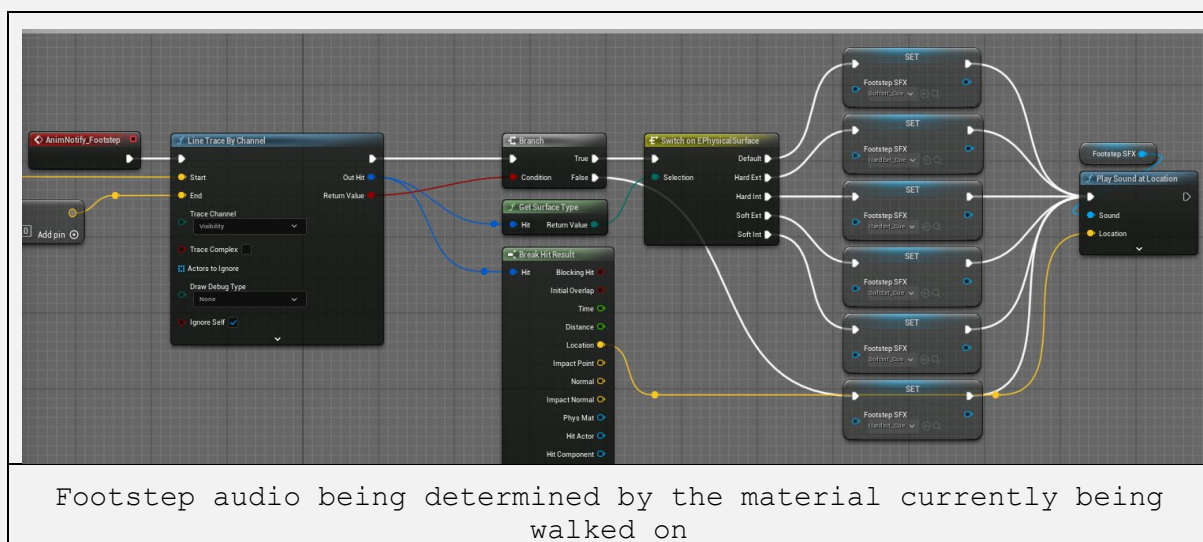 AnimNotify_Footstep
Add pin
Line Trace By Channel
Start
End
Out Hit
Return Value
Trace Channel
Visibility
Trace Complex
Actors to Ignore
Draw Debug Type
None
Ignore Self
Branch
Condition
True
False
Get Surface Type
Hit
Return Value
Break Hit Result
Hit
Blocking Hit
Initial Overlap
Time
Distance
Location
Impact Point
Normal
Impact Normal
Phys Mat
Hit Actor
Hit Component
Switch on EPhysicalSurface
Selection
Default
Hard Ext
Hard Int
Soft Ext
Soft Int
SET
Footstep SFX
SoftInt_Cue
SET
Footstep SFX
HardExt_Cue
SET
Footstep SFX
SET
Footstep SFX
SoftExt_Cue
SET
Footstep SFX
SoftInt_Cue
SET
Footstep SFX
HardExt_Cue
Footstep SFX
Play Sound at Location
Sound
Location
Footstep audio being determined by the material currently being
walked on